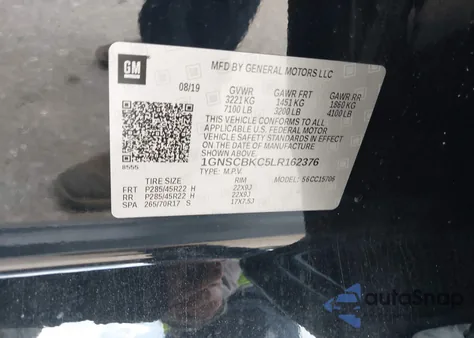 GM
MFD BY GENERAL MOTORS LLC
08/19
GVWR GAWR FRT GAWR RR
3221 KG 1451 KG 1860 KG
7100 LB 3200 LB 4100 LB
THIS VEHICLE CONFORMS TO ALL
APPLICABLE U.S. FEDERAL MOTOR
VEHICLE SAFETY STANDARDS IN
EFFECT ON THE DATE OF
MANUFACTURE SHOWN ABOVE.
1GNSCBKC5LR162376
TYPE: M.P.V. MODEL: 56CC15706
TIRE SIZE RIM
FRT P285/45R22 H 22X9J
RR P285/45R22 H 22X9J
SPA 265/70R17 S 17X7.5J
autoSnap